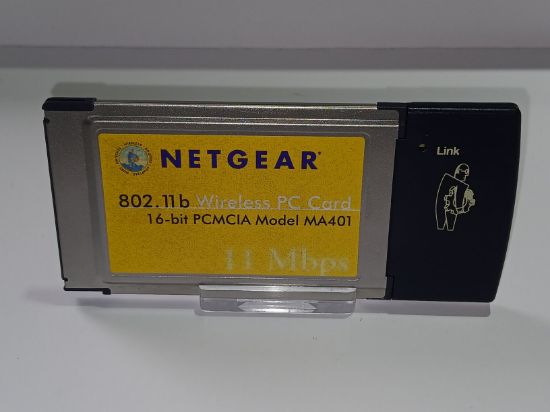 NETGEAR®
802.11b Wireless PC Card
16-bit PCMCIA Model MA401
11 Mbps
Link